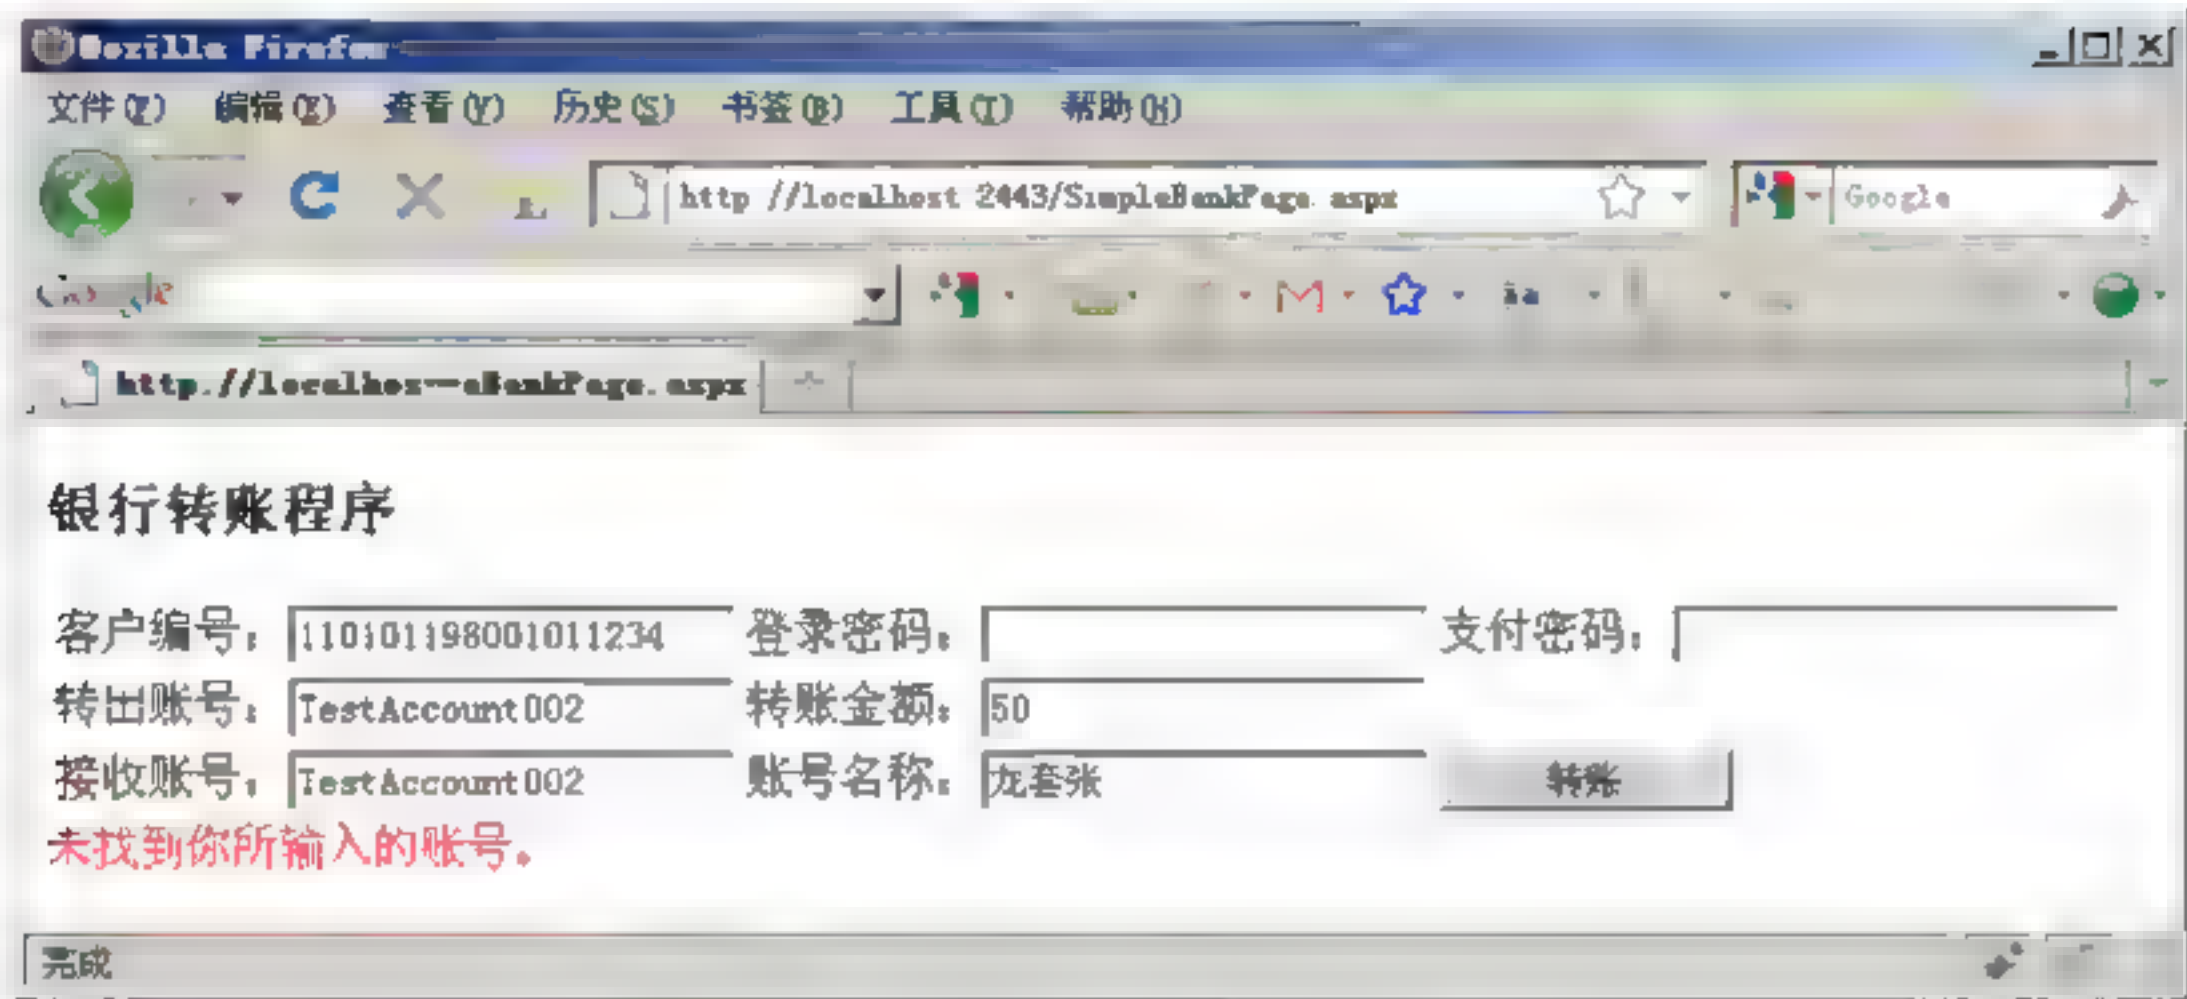 Mozilla Firefox
文件(F) 编辑(E) 查看(V) 历史(S) 书签(B) 工具(T) 帮助(H)
http //localhost 2443/SimpleBankPage.aspx Google
http://localhos—eBankPage.aspx
银行转账程序
客户编号: 110101198001011234 登录密码: 支付密码:
转出账号: TestAccount002 转账金额: 50
接收账号: TestAccount002 账号名称: 龙套张 转账
未找到你所输入的账号。
完成